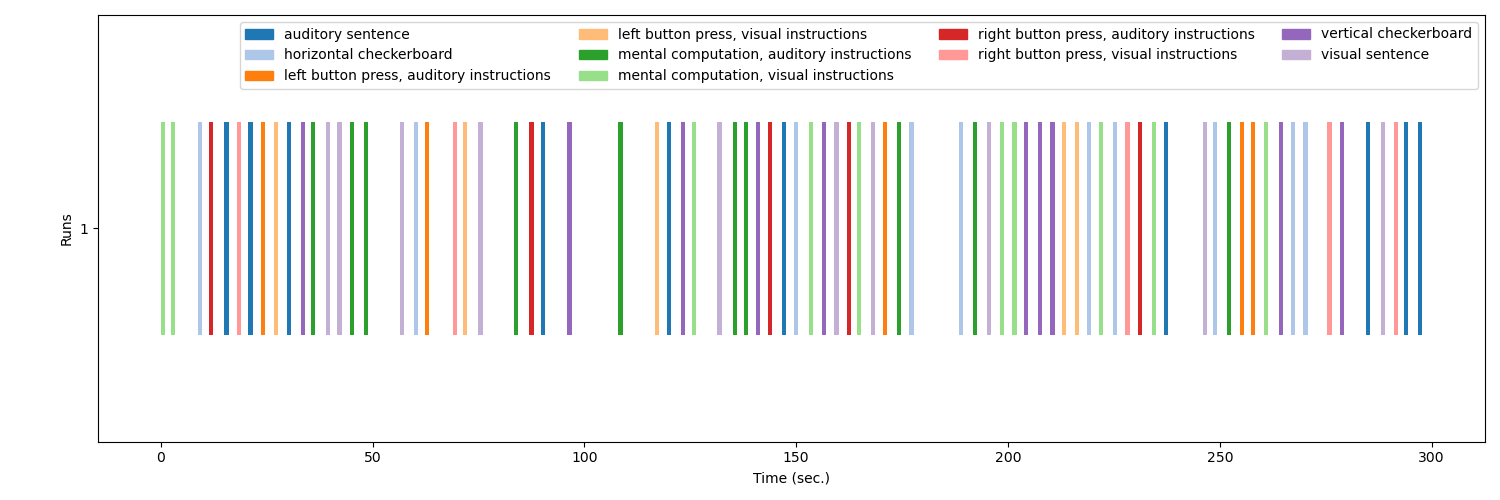 auditory sentence
horizontal checkerboard
left button press, auditory instructions
left button press, visual instructions
mental computation, auditory instructions
mental computation, visual instructions
right button press, auditory instructions
right button press, visual instructions
vertical checkerboard
visual sentence
Runs
1
0 50 100 150 200 250 300
Time (sec.)